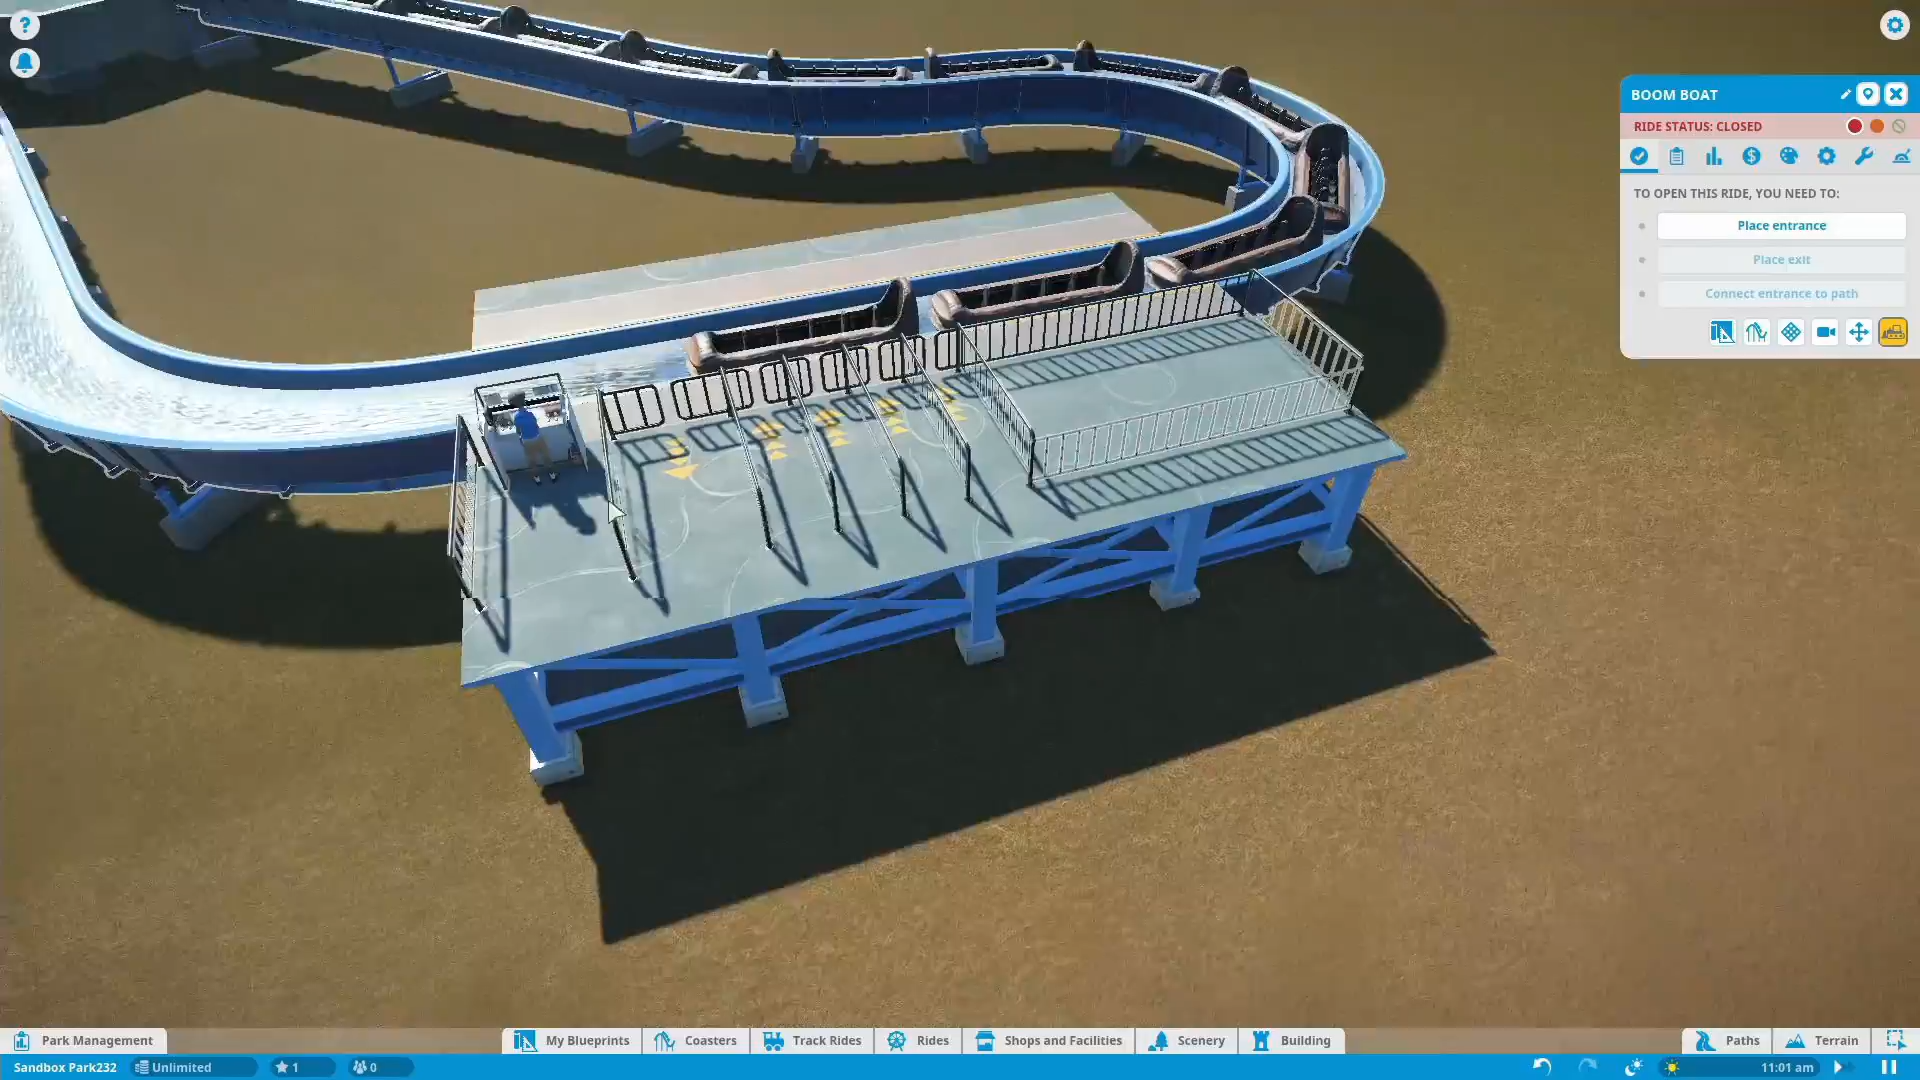 BOOM BOAT
RIDE STATUS: CLOSED
TO OPEN THIS RIDE, YOU NEED TO:
Place entrance
Place exit
Connect entrance to path
Park Management
My Blueprints
Coasters
Track Rides
Rides
Shops and Facilities
Scenery
Building
Paths
Terrain
Sandbox Park232
Unlimited
1
0
11:01 am